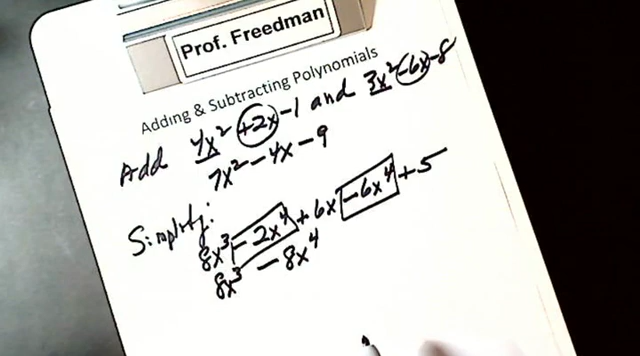 Prof. Freedman
Adding & Subtracting Polynomials
Add 4x² +2x -1 and 3x² -6x -8
7x² - 4x - 9
Simplify:
8x³ - 2x⁴ + 6x - 6x⁴ + 5
8x³ - 8x⁴